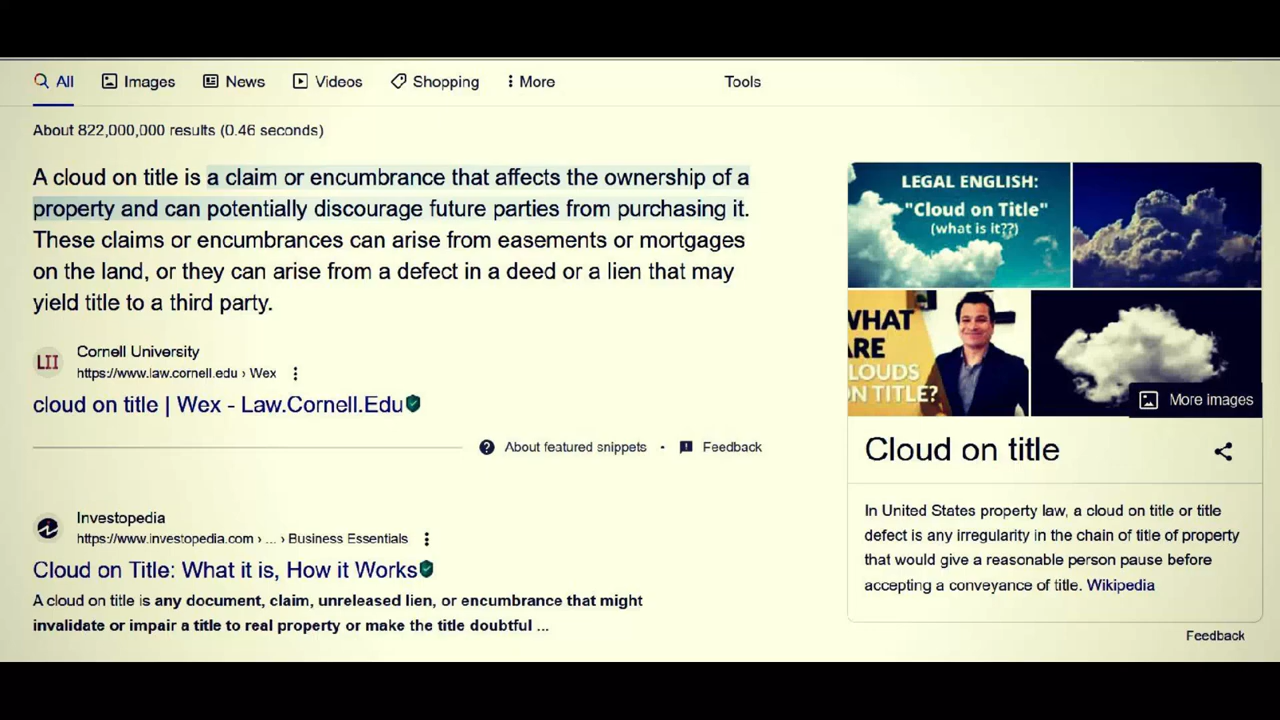 All
Images
News
Videos
Shopping
More
Tools
About 822,000,000 results (0.46 seconds)
A cloud on title is a claim or encumbrance that affects the ownership of a
property and can potentially discourage future parties from purchasing it.
These claims or encumbrances can arise from easements or mortgages
on the land, or they can arise from a defect in a deed or a lien that may
yield title to a third party.
LII
Cornell University
https://www.law.cornell.edu › Wex
cloud on title | Wex - Law.Cornell.Edu
About featured snippets • Feedback
Investopedia
https://www.investopedia.com › ... › Business Essentials
Cloud on Title: What it is, How it Works
A cloud on title is any document, claim, unreleased lien, or encumbrance that might
invalidate or impair a title to real property or make the title doubtful ...
LEGAL ENGLISH:
"Cloud on Title"
(what is it??)
WHAT
ARE
CLOUDS
ON TITLE?
More images
Cloud on title
In United States property law, a cloud on title or title
defect is any irregularity in the chain of title of property
that would give a reasonable person pause before
accepting a conveyance of title. Wikipedia
Feedback